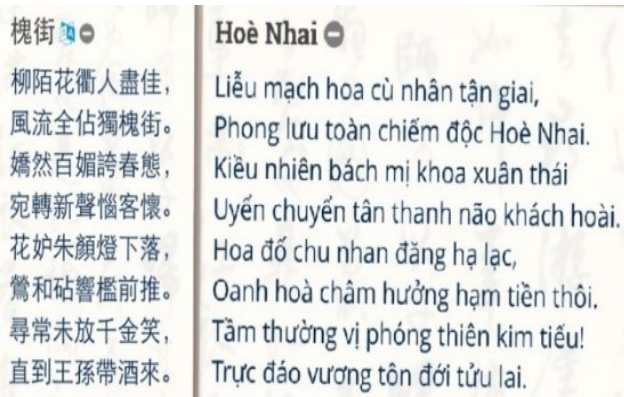 槐街
柳陌花衢人盡佳,
風流全佔獨槐街。
嬌然百媚誇春態,
宛轉新聲惱客懷。
花妒朱顏燈下落,
鶯和砧響檻前推。
尋常未放千金笑,
直到王孫帶酒來。
Hoè Nhai
Liễu mạch hoa cù nhân tận giai,
Phong lưu toàn chiếm độc Hoè Nhai.
Kiều nhiên bách mị khoa xuân thái
Uyển chuyển tân thanh não khách hoài.
Hoa đố chu nhan đăng hạ lạc,
Oanh hoà châm hưởng hạm tiền thôi.
Tầm thường vị phóng thiên kim tiếu!
Trực đáo vương tôn đới tửu lai.